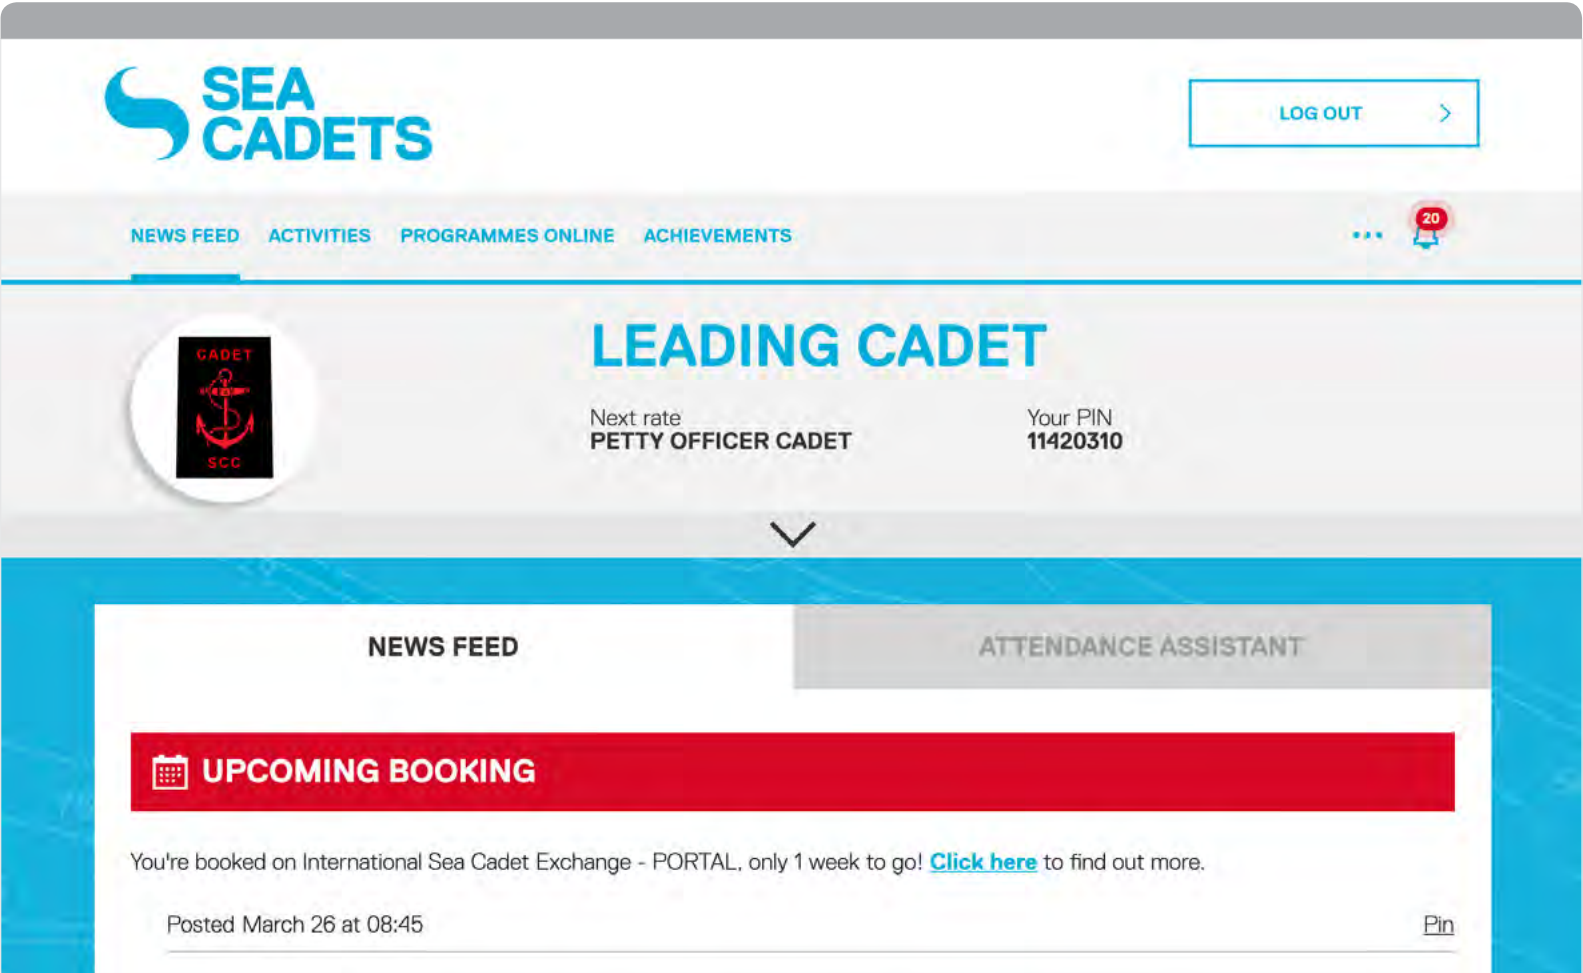 SEA
CADETS
LOG OUT
NEWS FEED
ACTIVITIES
PROGRAMMES ONLINE
ACHIEVEMENTS
20
CADET
SCC
LEADING CADET
Next rate
PETTY OFFICER CADET
Your PIN
11420310
NEWS FEED
ATTENDANCE ASSISTANT
UPCOMING BOOKING
You're booked on International Sea Cadet Exchange - PORTAL, only 1 week to go! Click here to find out more.
Posted March 26 at 08:45
Pin